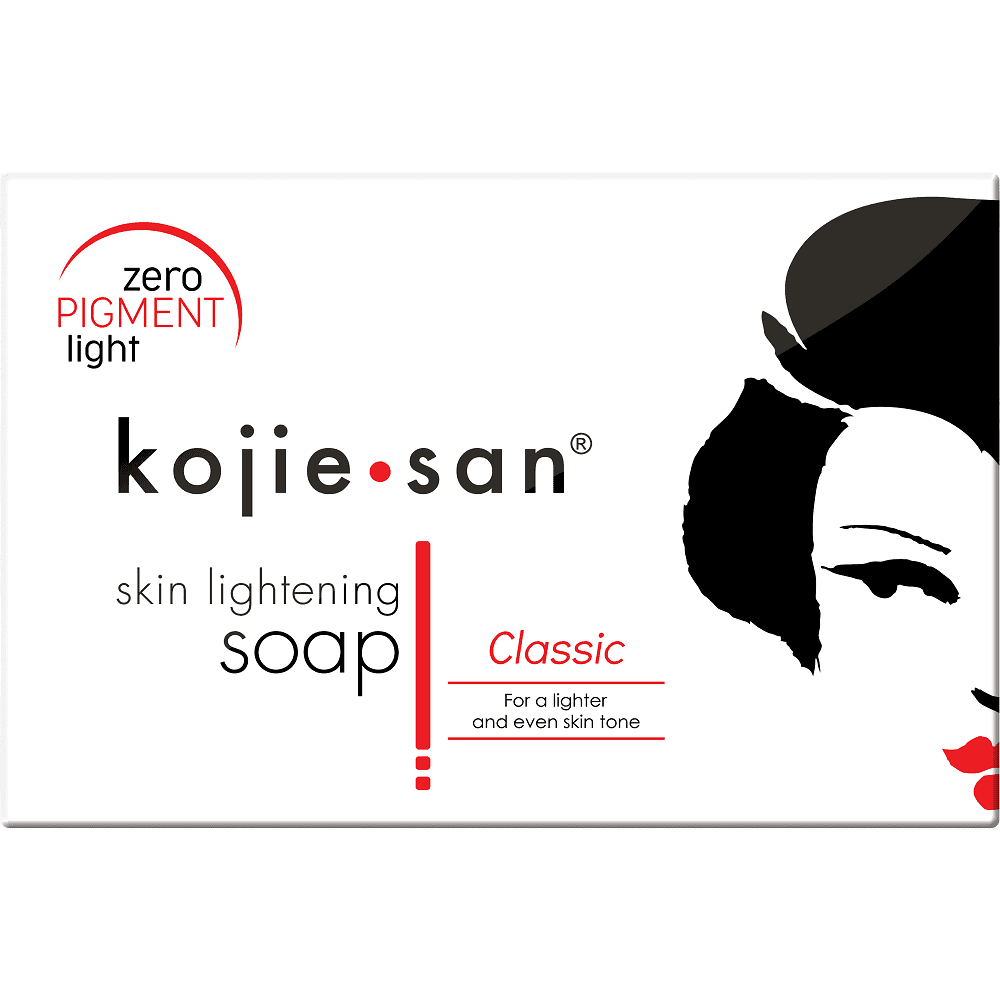 zero
PIGMENT
light
kojie•san®
skin lightening
soap
Classic
For a lighter
and even skin tone